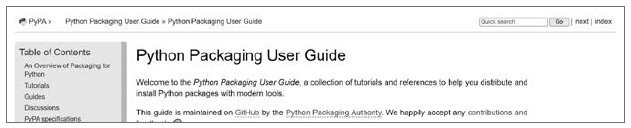 PyPA » Python Packaging User Guide » Python Packaging User Guide
Quick search Go | next | index
Table of Contents
An Overview of Packaging for
Python
Tutorials
Guides
Discussions
PyPA specifications
Python Packaging User Guide
Welcome to the Python Packaging User Guide, a collection of tutorials and references to help you distribute and
install Python packages with modern tools.
This guide is maintained on GitHub by the Python Packaging Authority. We happily accept any contributions and